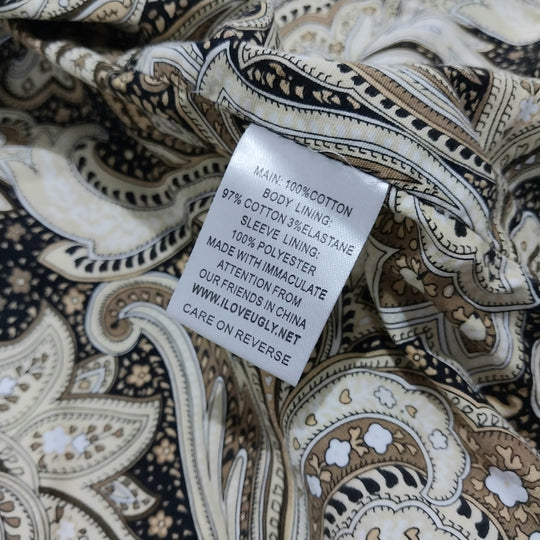 MAIN: 100%COTTON
BODY LINING:
97% COTTON 3%ELASTANE
SLEEVE LINING:
100% POLYESTER
MADE WITH IMMACULATE
ATTENTION FROM
OUR FRIENDS IN CHINA
WWW.ILOVEUGLY.NET
CARE ON REVERSE